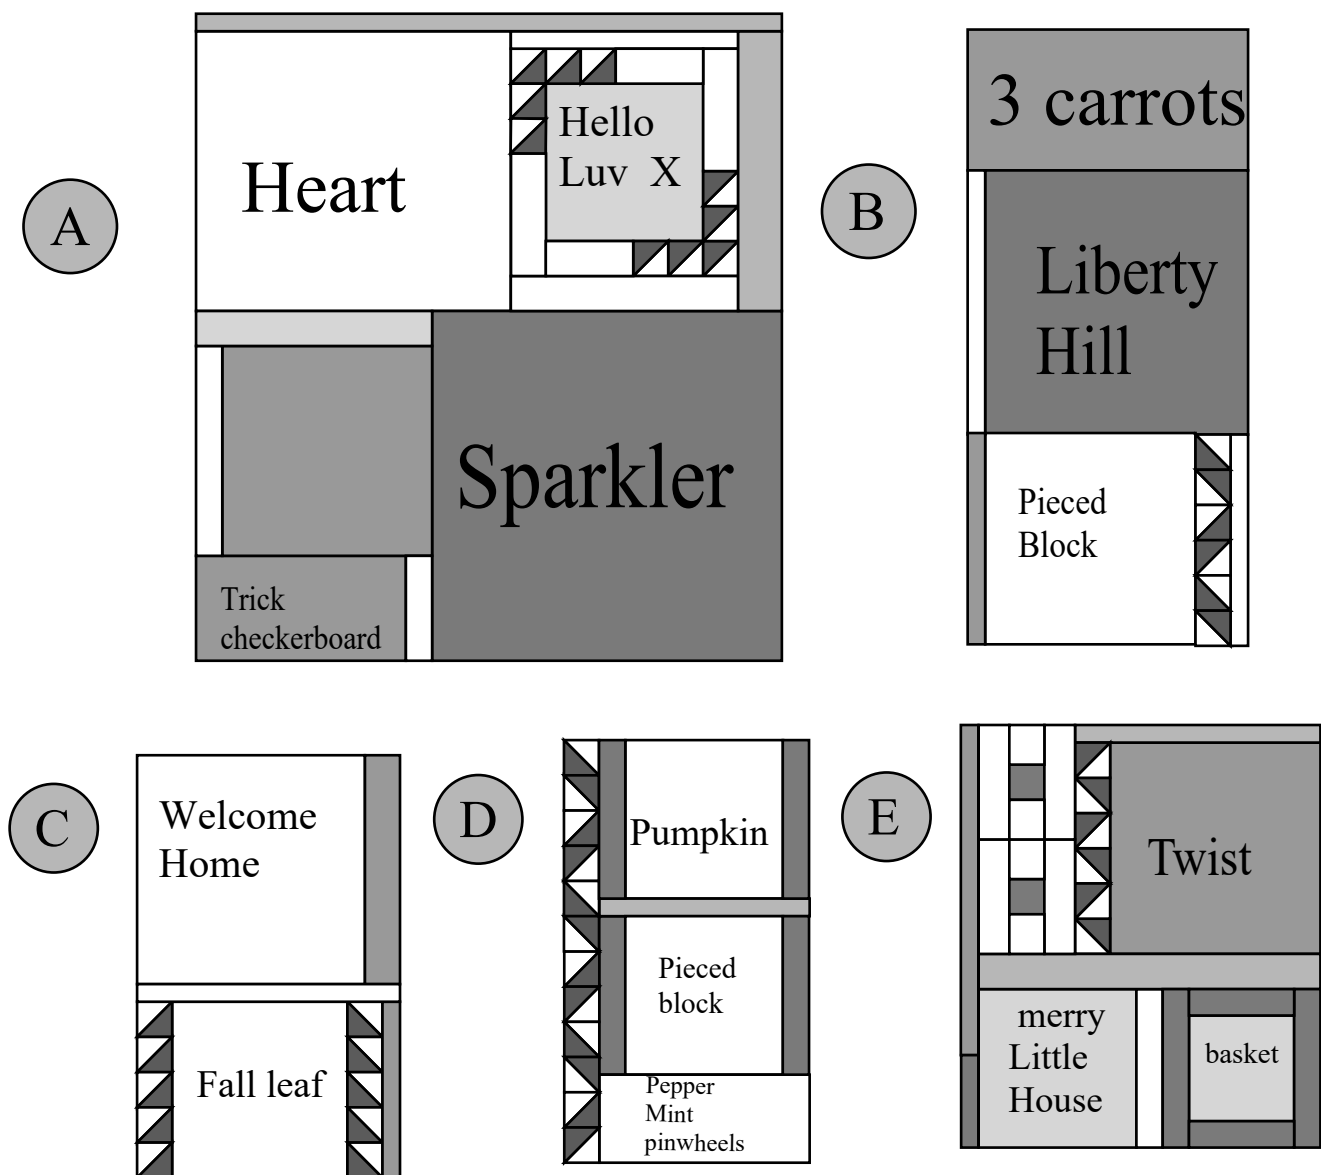 A
Heart
Hello
Luv X
Sparkler
Trick
checkerboard
B
3 carrots
Liberty
Hill
Pieced
Block
C
Welcome
Home
Fall leaf
D
Pumpkin
Pieced
block
Pepper
Mint
pinwheels
E
Twist
merry
Little
House
basket